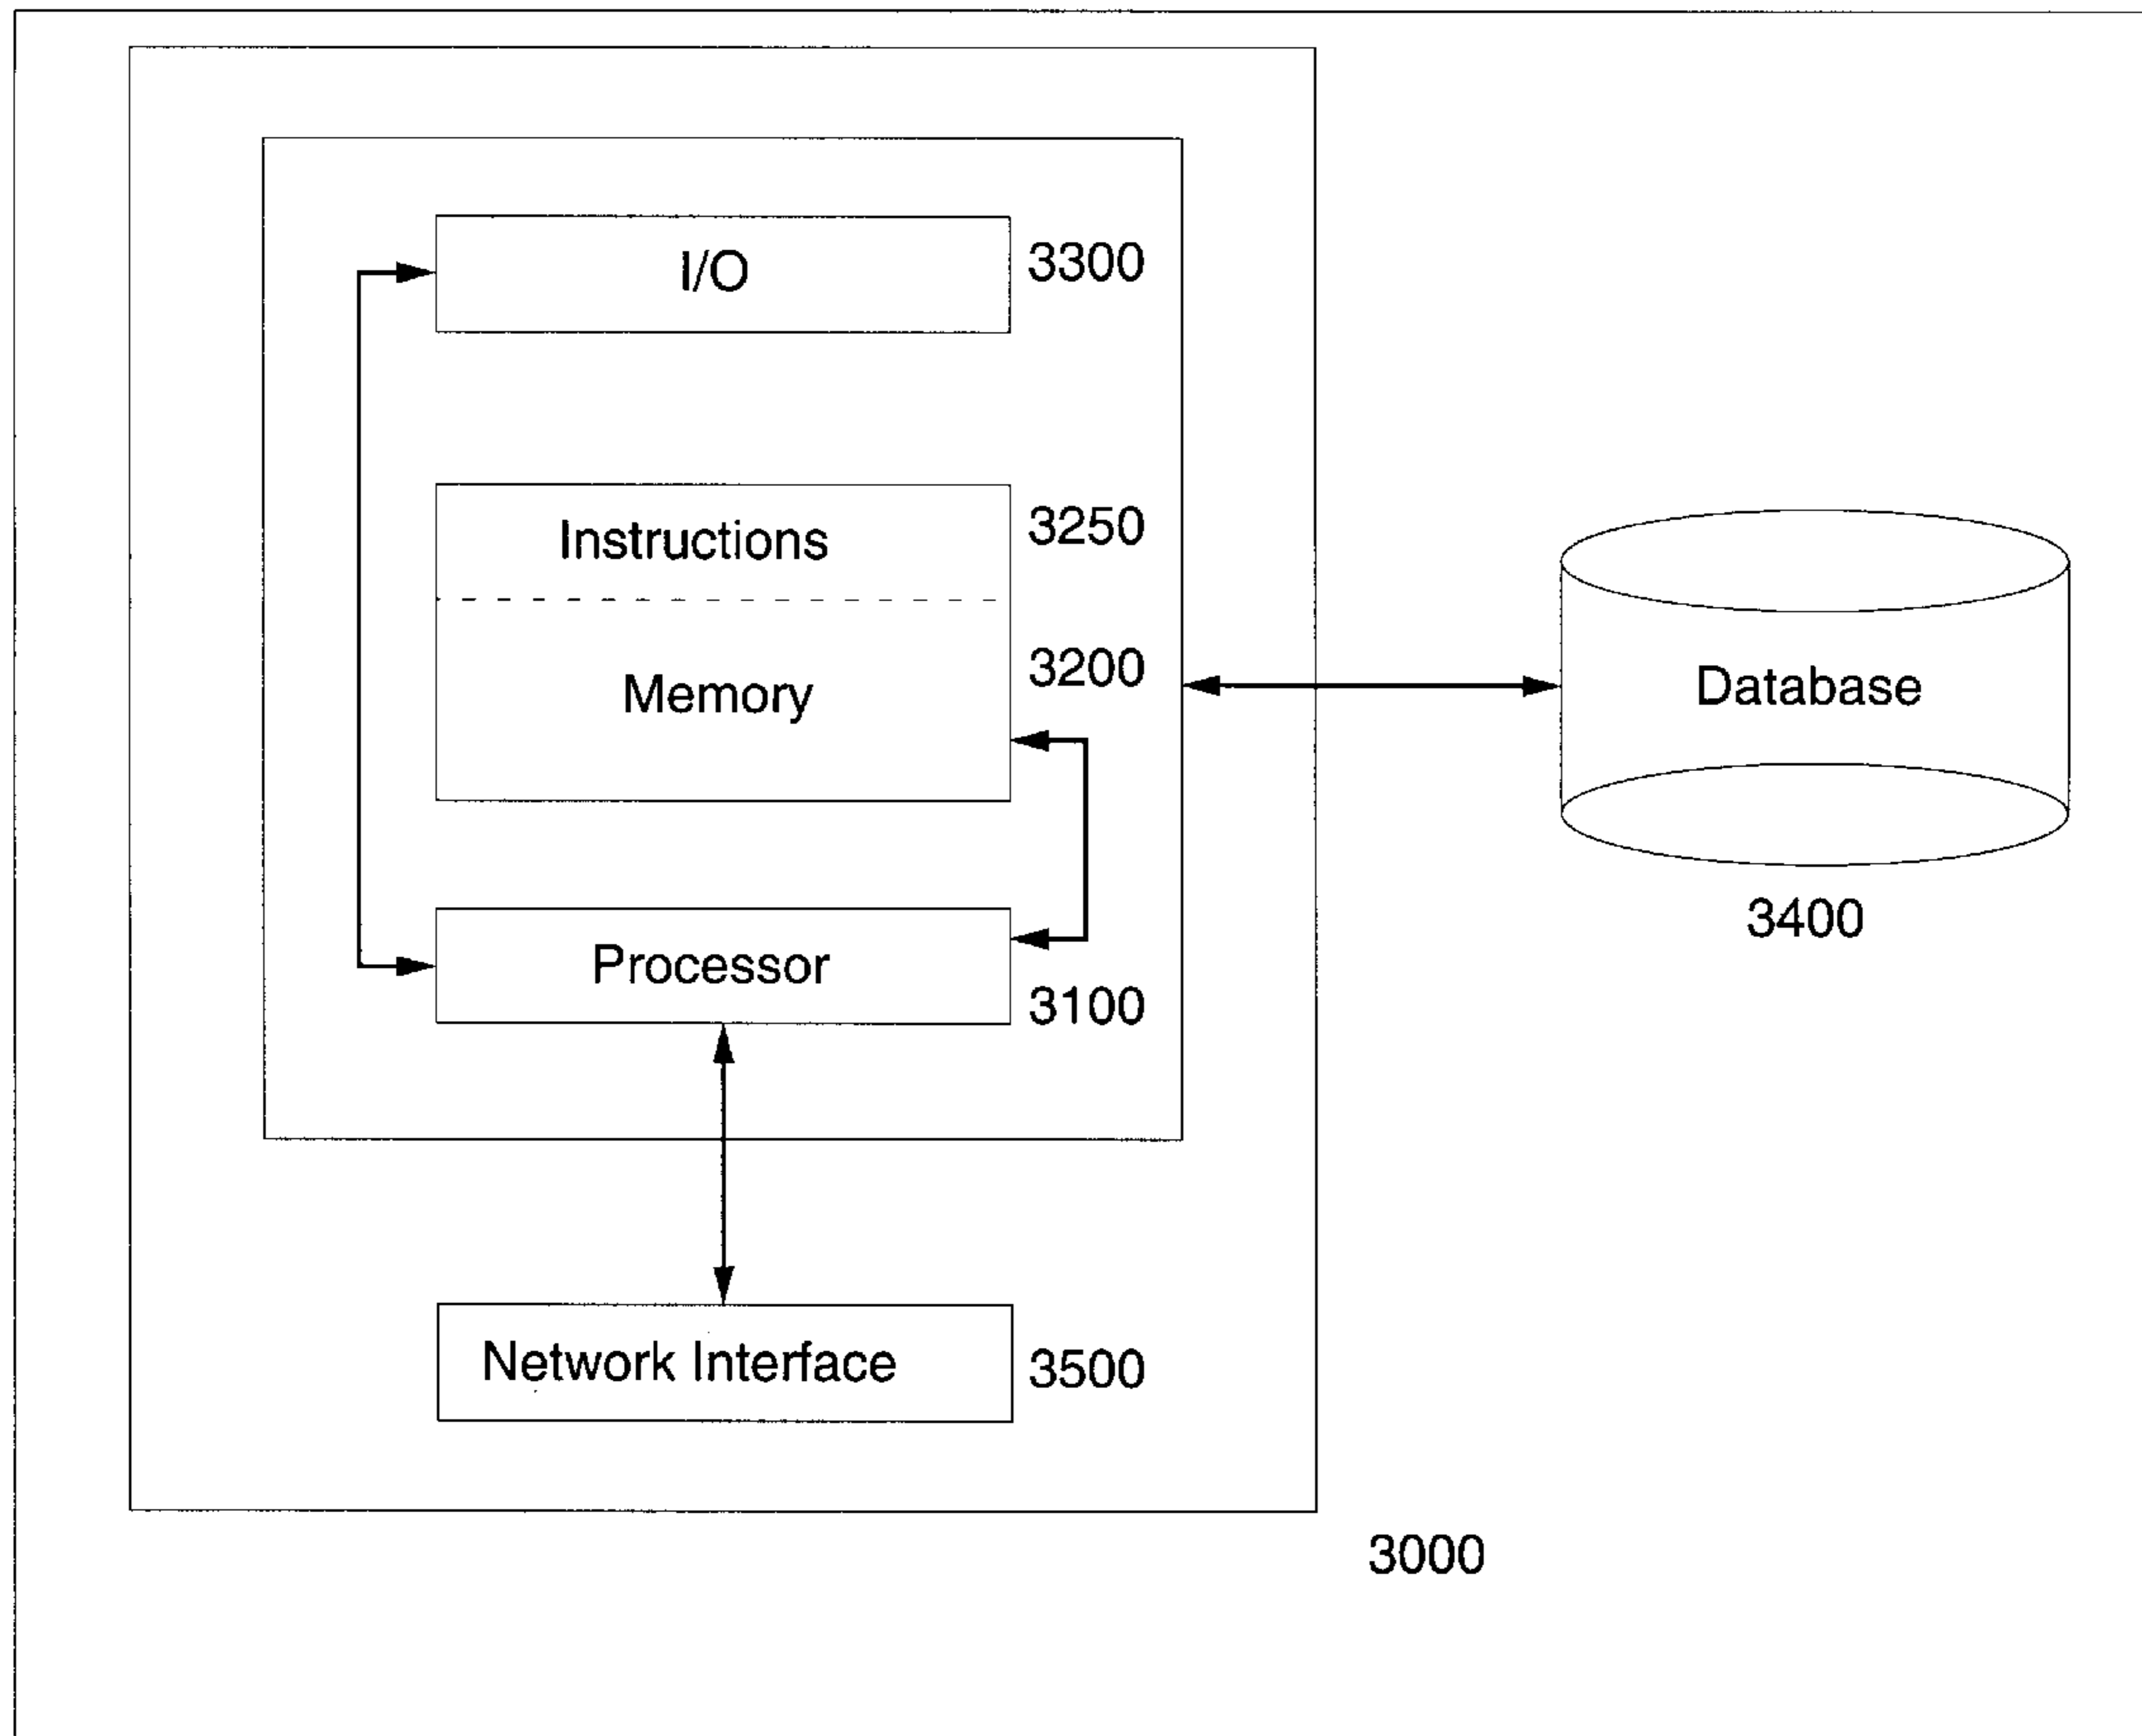 I/O
3300
Instructions
3250
Memory
3200
Database
3400
Processor
3100
Network Interface
3500
3000